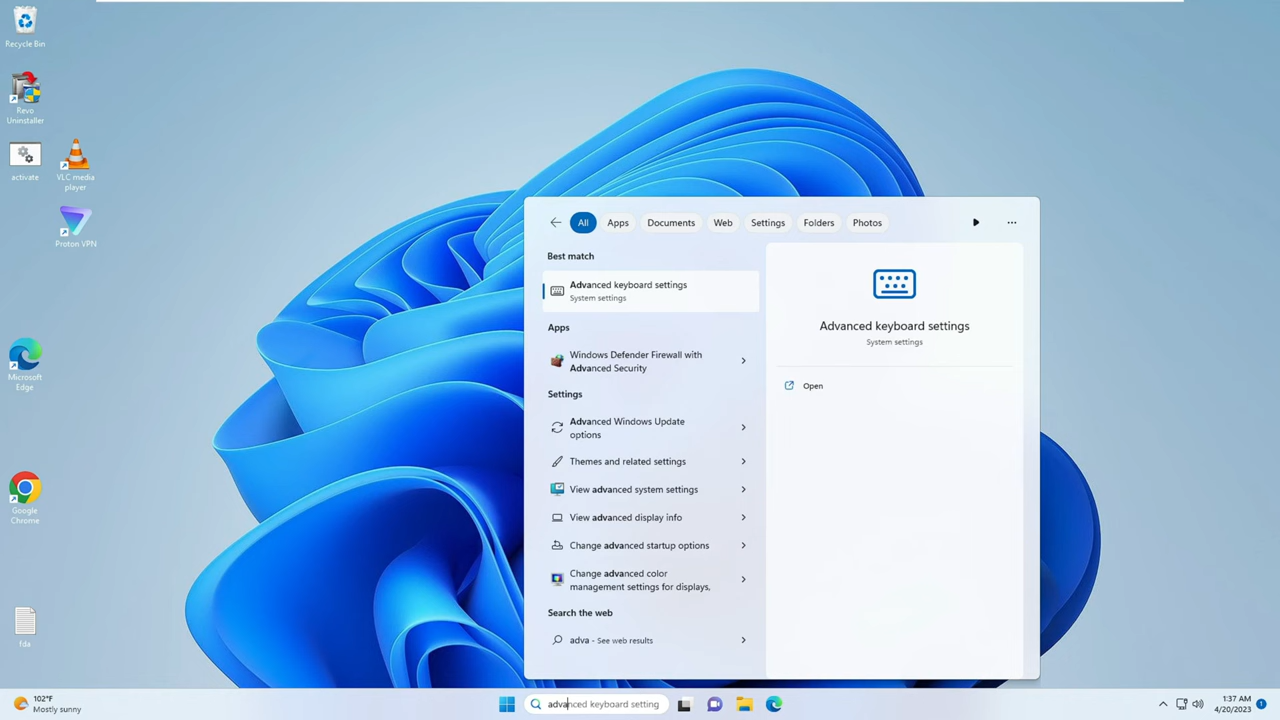 Recycle Bin
Revo
Uninstaller
activate
VLC media
player
Proton VPN
Microsoft
Edge
Google
Chrome
fda
All
Apps
Documents
Web
Settings
Folders
Photos
Best match
Advanced keyboard settings
System settings
Apps
Windows Defender Firewall with
Advanced Security
Settings
Advanced Windows Update
options
Themes and related settings
View advanced system settings
View advanced display info
Change advanced startup options
Change advanced color
management settings for displays,
Search the web
adva - See web results
Advanced keyboard settings
System settings
Open
102°F
Mostly sunny
advanced keyboard setting
1:37 AM
4/20/2023
1